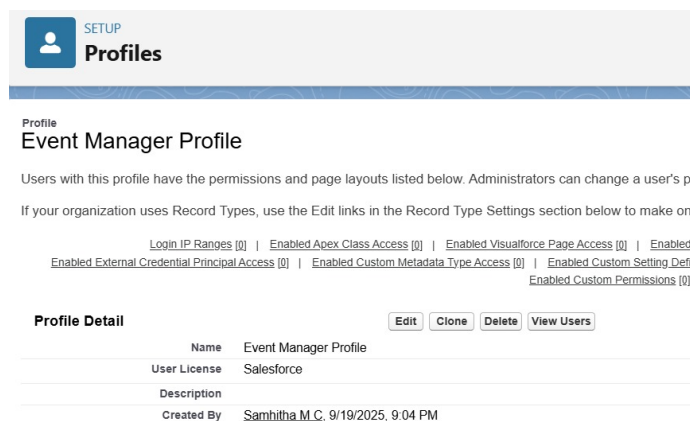 SETUP
Profiles
Profile
Event Manager Profile
Users with this profile have the permissions and page layouts listed below. Administrators can change a user's p
If your organization uses Record Types, use the Edit links in the Record Type Settings section below to make on
Login IP Ranges [0] | Enabled Apex Class Access [0] | Enabled Visualforce Page Access [0] | Enabled
Enabled External Credential Principal Access [0] | Enabled Custom Metadata Type Access [0] | Enabled Custom Setting Defi
Enabled Custom Permissions [0]
Profile Detail Edit Clone Delete View Users
Name Event Manager Profile
User License Salesforce
Description
Created By Samhitha M C, 9/19/2025, 9:04 PM